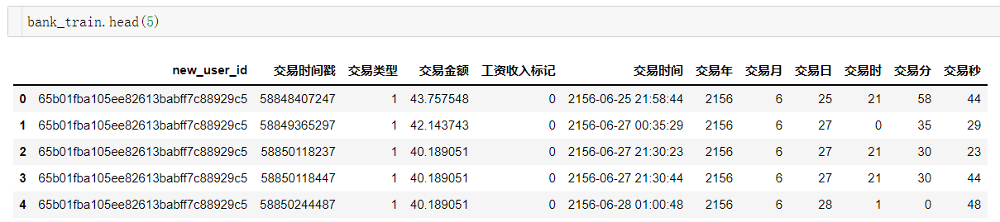 bank_train.head(5)
new_user_id 交易时间戳 交易类型 交易金额 工资收入标记 交易时间 交易年 交易月 交易日 交易时 交易分 交易秒
0 65b01fba105ee82613babff7c88929c5 58848407247 1 43.757548 0 2156-06-25 21:58:44 2156 6 25 21 58 44
1 65b01fba105ee82613babff7c88929c5 58849365297 1 42.143743 0 2156-06-27 00:35:29 2156 6 27 0 35 29
2 65b01fba105ee82613babff7c88929c5 58850118237 1 40.189051 0 2156-06-27 21:30:23 2156 6 27 21 30 23
3 65b01fba105ee82613babff7c88929c5 58850118447 1 40.189051 0 2156-06-27 21:30:44 2156 6 27 21 30 44
4 65b01fba105ee82613babff7c88929c5 58850244487 1 40.189051 0 2156-06-28 01:00:48 2156 6 28 1 0 48